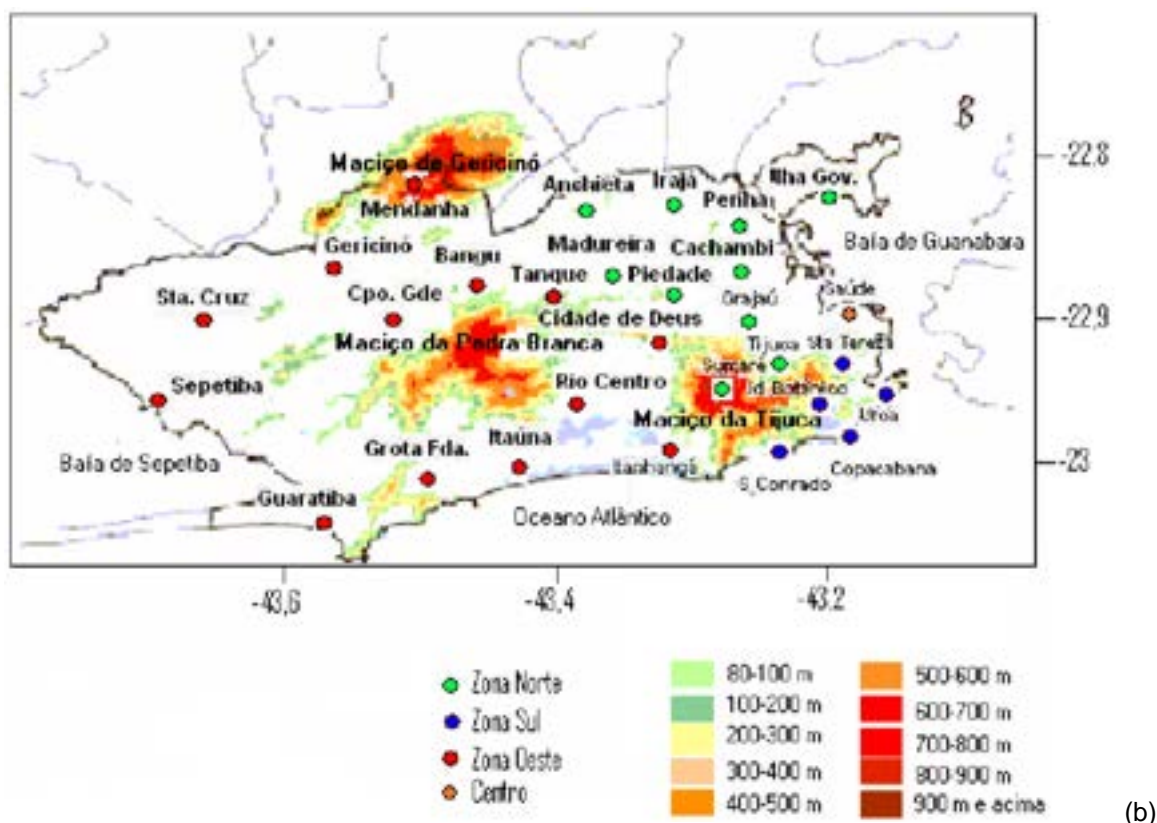 Maciço de Gericinó
Mendanha
Anchieta
Irajá
Penha
Ilha Gov.
-22,8
Gericinó
Bangu
Madureira
Cachambi
Baía de Guanabara
Sta. Cruz
Cpo. Gde
Tanque
Piedade
Grajaú
Saúde
Cidade de Deus
-22,9
Maciço da Pedra Branca
Tijuca
Sta Tereza
Sumaré
Sepetiba
Rio Centro
Jd. Botânico
Urca
Maciço da Tijuca
Grota Fda.
Itaúna
Baía de Sepetiba
Itanhangá
Copacabana
-23
S. Conrado
Guaratiba
Oceano Atlântico
-43,6
-43,4
-43,2
Zona Norte
Zona Sul
Zona Oeste
Centro
80-100 m
100-200 m
200-300 m
300-400 m
400-500 m
500-600 m
600-700 m
700-800 m
800-900 m
900 m e acima
(b)